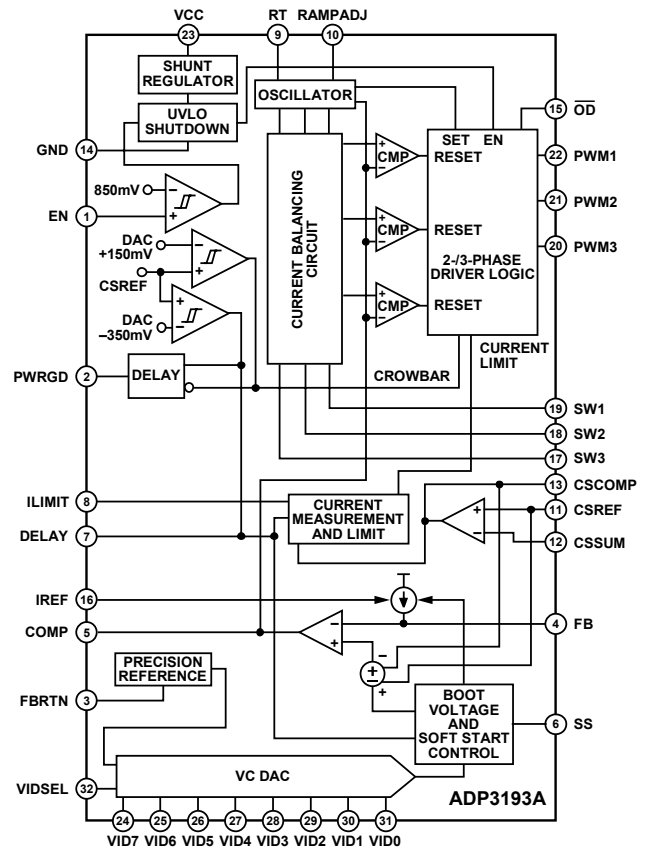 VCC
RT
RAMPADJ
23
9
10
SHUNT
REGULATOR
OSCILLATOR
UVLO
SHUTDOWN
15
OD
SET EN
GND
14
CMP
+
–
RESET
22
PWM1
850mV
–
+
EN
1
21
PWM2
CURRENT BALANCING
CIRCUIT
DAC
+150mV
–
+
CMP
+
–
RESET
20
PWM3
2-/3-PHASE
DRIVER LOGIC
CSREF
+
–
DAC
–350mV
CMP
+
–
RESET
CURRENT
LIMIT
PWRGD
2
DELAY
CROWBAR
19
SW1
18
SW2
17
SW3
13
CSCOMP
ILIMIT
8
CURRENT
MEASUREMENT
AND LIMIT
+
–
11
CSREF
DELAY
7
12
CSSUM
IREF
16
COMP
5
–
+
4
FB
–
+
–
+
PRECISION
REFERENCE
FBRTN
3
BOOT
VOLTAGE
AND
SOFT START
CONTROL
6
SS
VIDSEL
32
VC DAC
ADP3193A
24
25
26
27
28
29
30
31
VID7
VID6
VID5
VID4
VID3
VID2
VID1
VID0